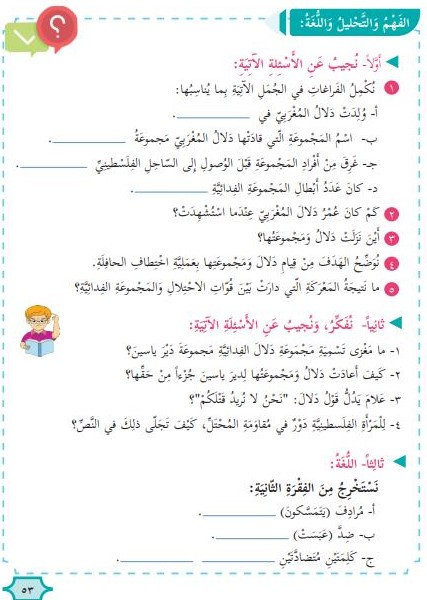 الفَهْمُ وَالتَّحْليلُ وَاللُّغَةُ:
أوّلاً- نُجيبُ عَنِ الأَسْئِلَةِ الآتِيَةِ:
١ نُكْمِلُ الفَراغاتِ في الجُمَلِ الآتِيَةِ بِما يُناسِبُها:
أ- وُلِدَتْ دَلالُ المُغْرَبِيّ في
ب- اسْمُ المَجْموعَةِ الَّتي قادَتْها دَلالُ المُغْرَبِيّ مَجموعَةُ
جـ- غَرِقَ مِنْ أَفْرادِ المَجْموعَةِ قَبْلَ الوُصولِ إِلى السّاحِلِ الفِلَسْطينِيِّ
د- كانَ عَدَدُ أَبْطالِ المَجْموعَةِ الفِدائِيَّةِ
٢ كَمْ كانَ عُمْرُ دَلالَ المُغْرَبِيِّ عِنْدَما اسْتُشْهِدَتْ؟
٣ أَيْنَ نَزَلَتْ دَلالُ وَمَجْموعَتُها؟
٤ نُوَضِّحُ الهَدَفَ مِنْ قِيامِ دَلالَ وَمَجْموعَتِها بِعَمَلِيَّةِ اخْتِطافِ الحافِلَةِ.
٥ ما نَتيجَةُ المَعْرَكَةِ الَّتي دارَتْ بَيْنَ قُوّاتِ الاحْتِلالِ وَالمَجْموعَةِ الفِدائِيَّةِ؟
ثانِياً- نُفَكِّرُ، وَنُجيبُ عَنِ الأَسْئِلَةِ الآتِيَةِ:
١- ما مَغْزى تَسْمِيَةِ مَجْموعَةِ دَلالَ الفِدائِيَّةِ مَجموعَةَ دَيْرَ ياسينَ؟
٢- كَيْفَ أَعادَتْ دَلالُ وَمَجْموعَتُها لِديرَ ياسينَ جُزْءاً مِنْ حَقِّها؟
٣- عَلامَ يَدُلُّ قَوْلُ دَلالَ: "نَحْنُ لا نُريدُ قَتْلَكُمْ"؟
٤- لِلْمَرْأَةِ الفِلَسْطينِيَّةِ دَوْرٌ في مُقاوَمَةِ المُحْتَلِّ، كَيْفَ تَجَلّى ذلِكَ في النَّصِّ؟
ثالِثاً- اللُّغَةُ:
نَسْتَخْرِجُ مِنَ الفِقْرَةِ الثّانِيَةِ:
أ- مُرادِفَ (يَتَمَسَّكونَ) .
ب- ضِدَّ (عَبَسَتْ) .
ج- كَلِمَتَيْنِ مُتَضادَّتَيْنِ .
٥٣